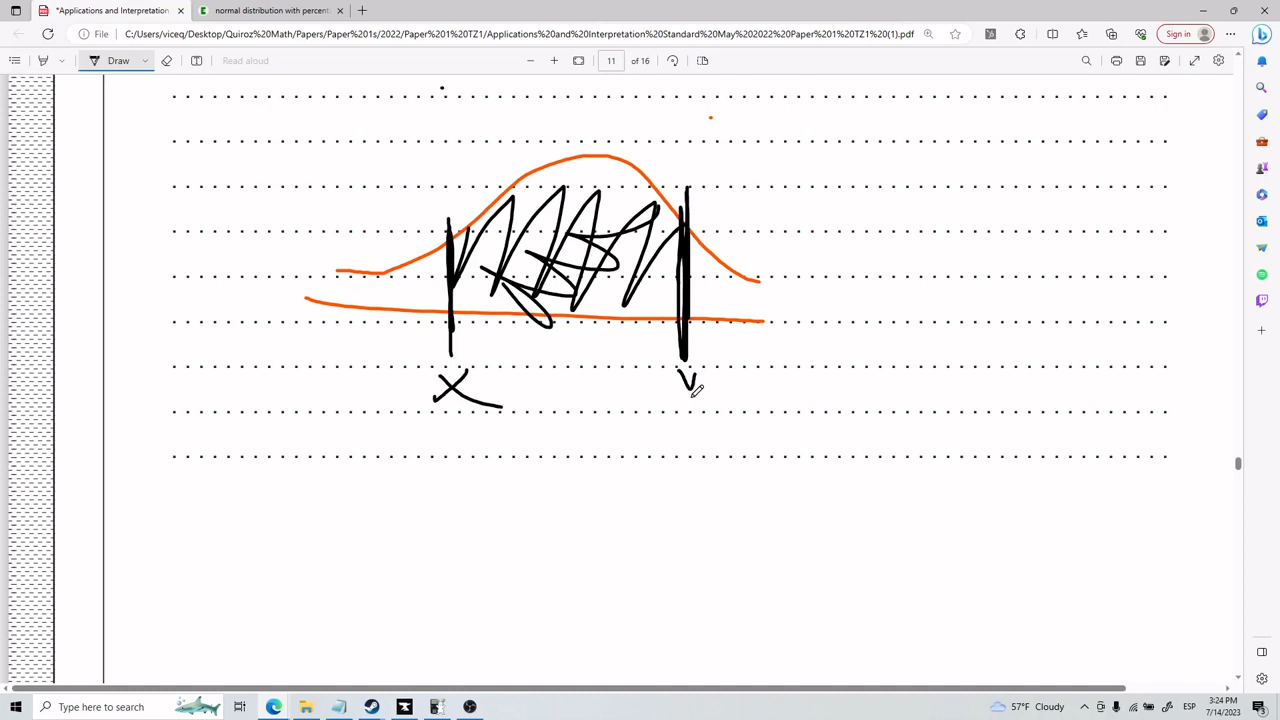 *Applications and Interpretation
normal distribution with percent
File
C:/Users/viceq/Desktop/Quiroz%20Math/Papers/Paper%201s/2022/Paper%201%20TZ1/Applications%20and%20Interpretation%20Standard%20May%202022%20Paper%201%20TZ1%20(1).pdf
Sign in
Draw
Read aloud
11 of 16
x
Type here to search
57°F Cloudy
ESP
3:24 PM
7/14/2023